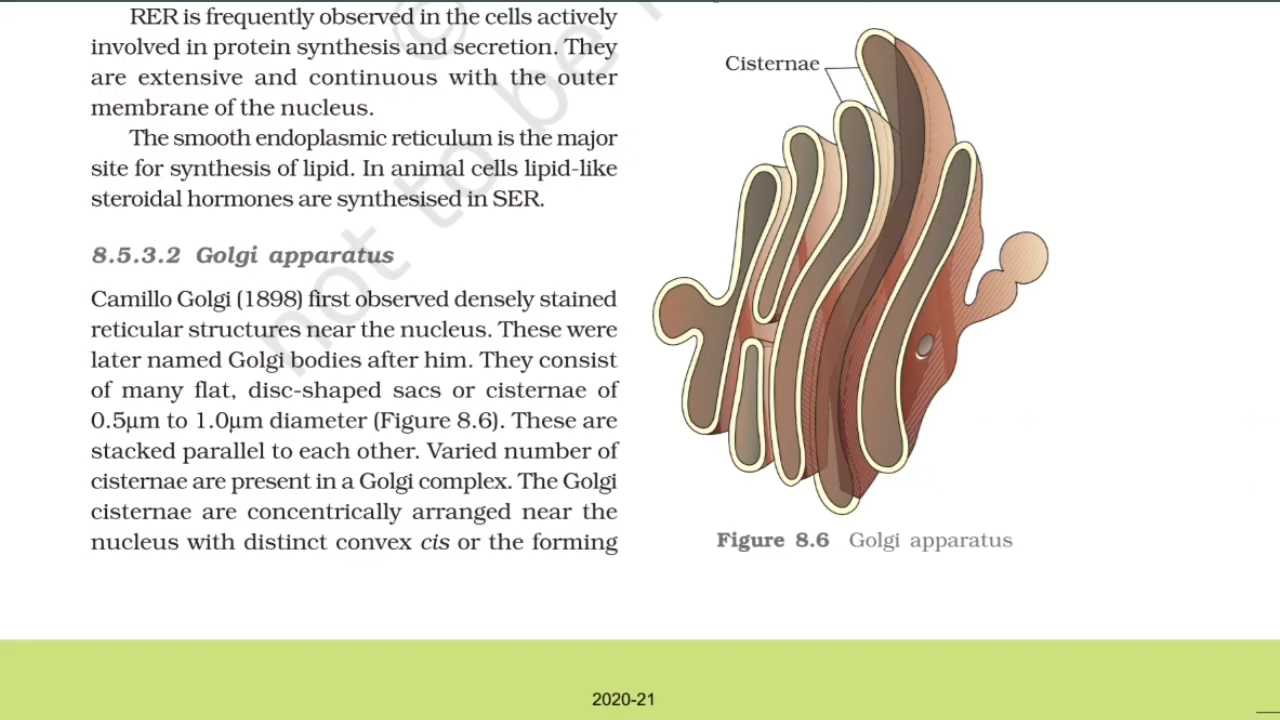 RER is frequently observed in the cells actively
involved in protein synthesis and secretion. They
are extensive and continuous with the outer
membrane of the nucleus.
The smooth endoplasmic reticulum is the major
site for synthesis of lipid. In animal cells lipid-like
steroidal hormones are synthesised in SER.
8.5.3.2 Golgi apparatus
Camillo Golgi (1898) first observed densely stained
reticular structures near the nucleus. These were
later named Golgi bodies after him. They consist
of many flat, disc-shaped sacs or cisternae of
0.5µm to 1.0µm diameter (Figure 8.6). These are
stacked parallel to each other. Varied number of
cisternae are present in a Golgi complex. The Golgi
cisternae are concentrically arranged near the
nucleus with distinct convex cis or the forming
Cisternae
Figure 8.6 Golgi apparatus
©
not to be
2020-21